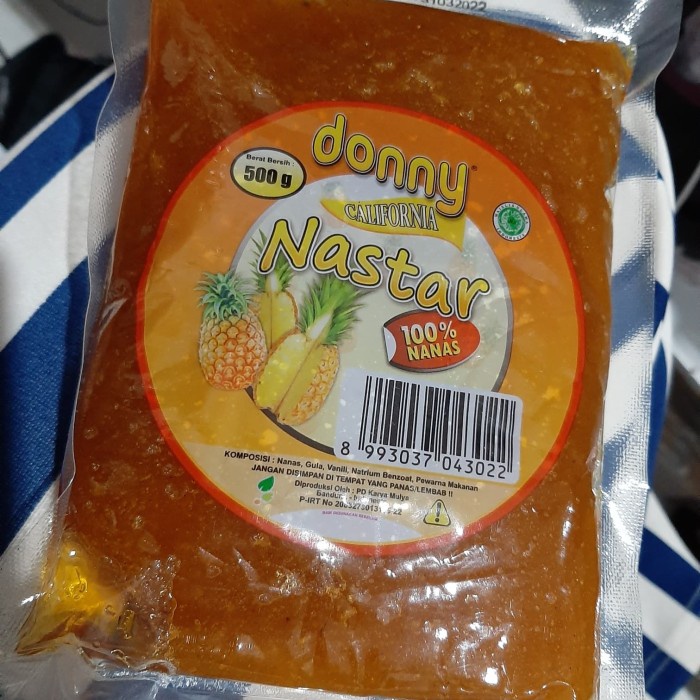 Berat Bersih :
500 g
donny
CALIFORNIA
Nastar
100%
NANAS
8 993037 043022
KOMPOSISI : Nanas, Gula, Vanili, Natrium Benzoat, Pewarna Makanan
JANGAN DISIMPAN DI TEMPAT YANG PANAS/LEMBAB !!
Diproduksi Oleh : PD Karya Mulya
P-IRT No